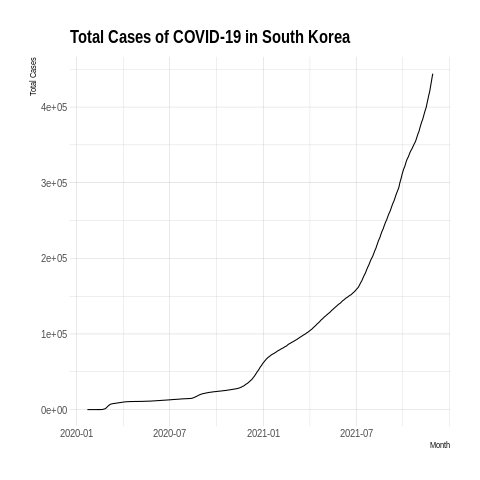 Total Cases of COVID-19 in South Korea
Total Cases
4e+05
3e+05
2e+05
1e+05
0e+00
2020-01 2020-07 2021-01 2021-07
Month